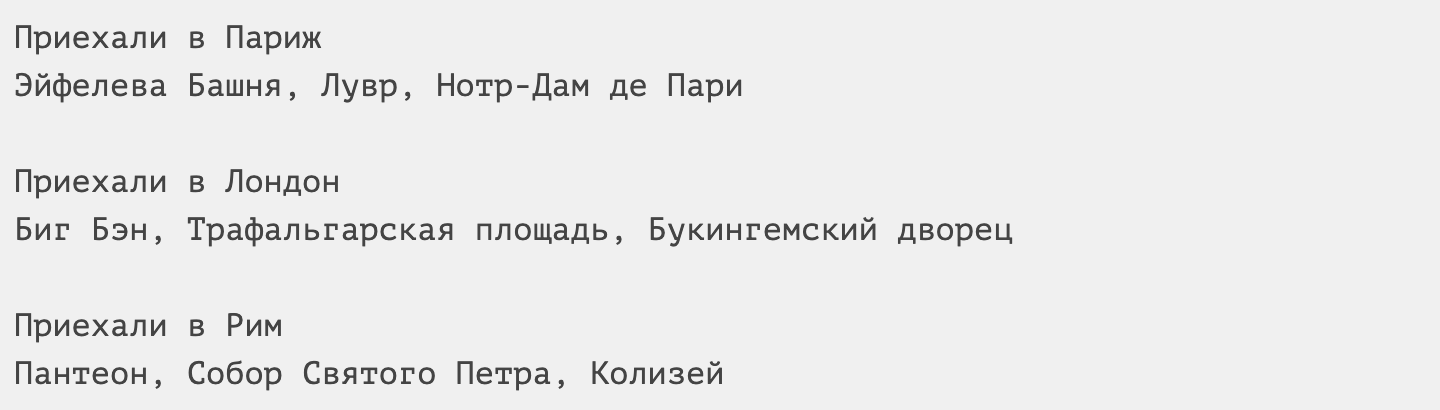 Приехали в Париж
Эйфелева Башня, Лувр, Нотр-Дам де Пари
Приехали в Лондон
Биг Бэн, Трафальгарская площадь, Букингемский дворец
Приехали в Рим
Пантеон, Собор Святого Петра, Колизей